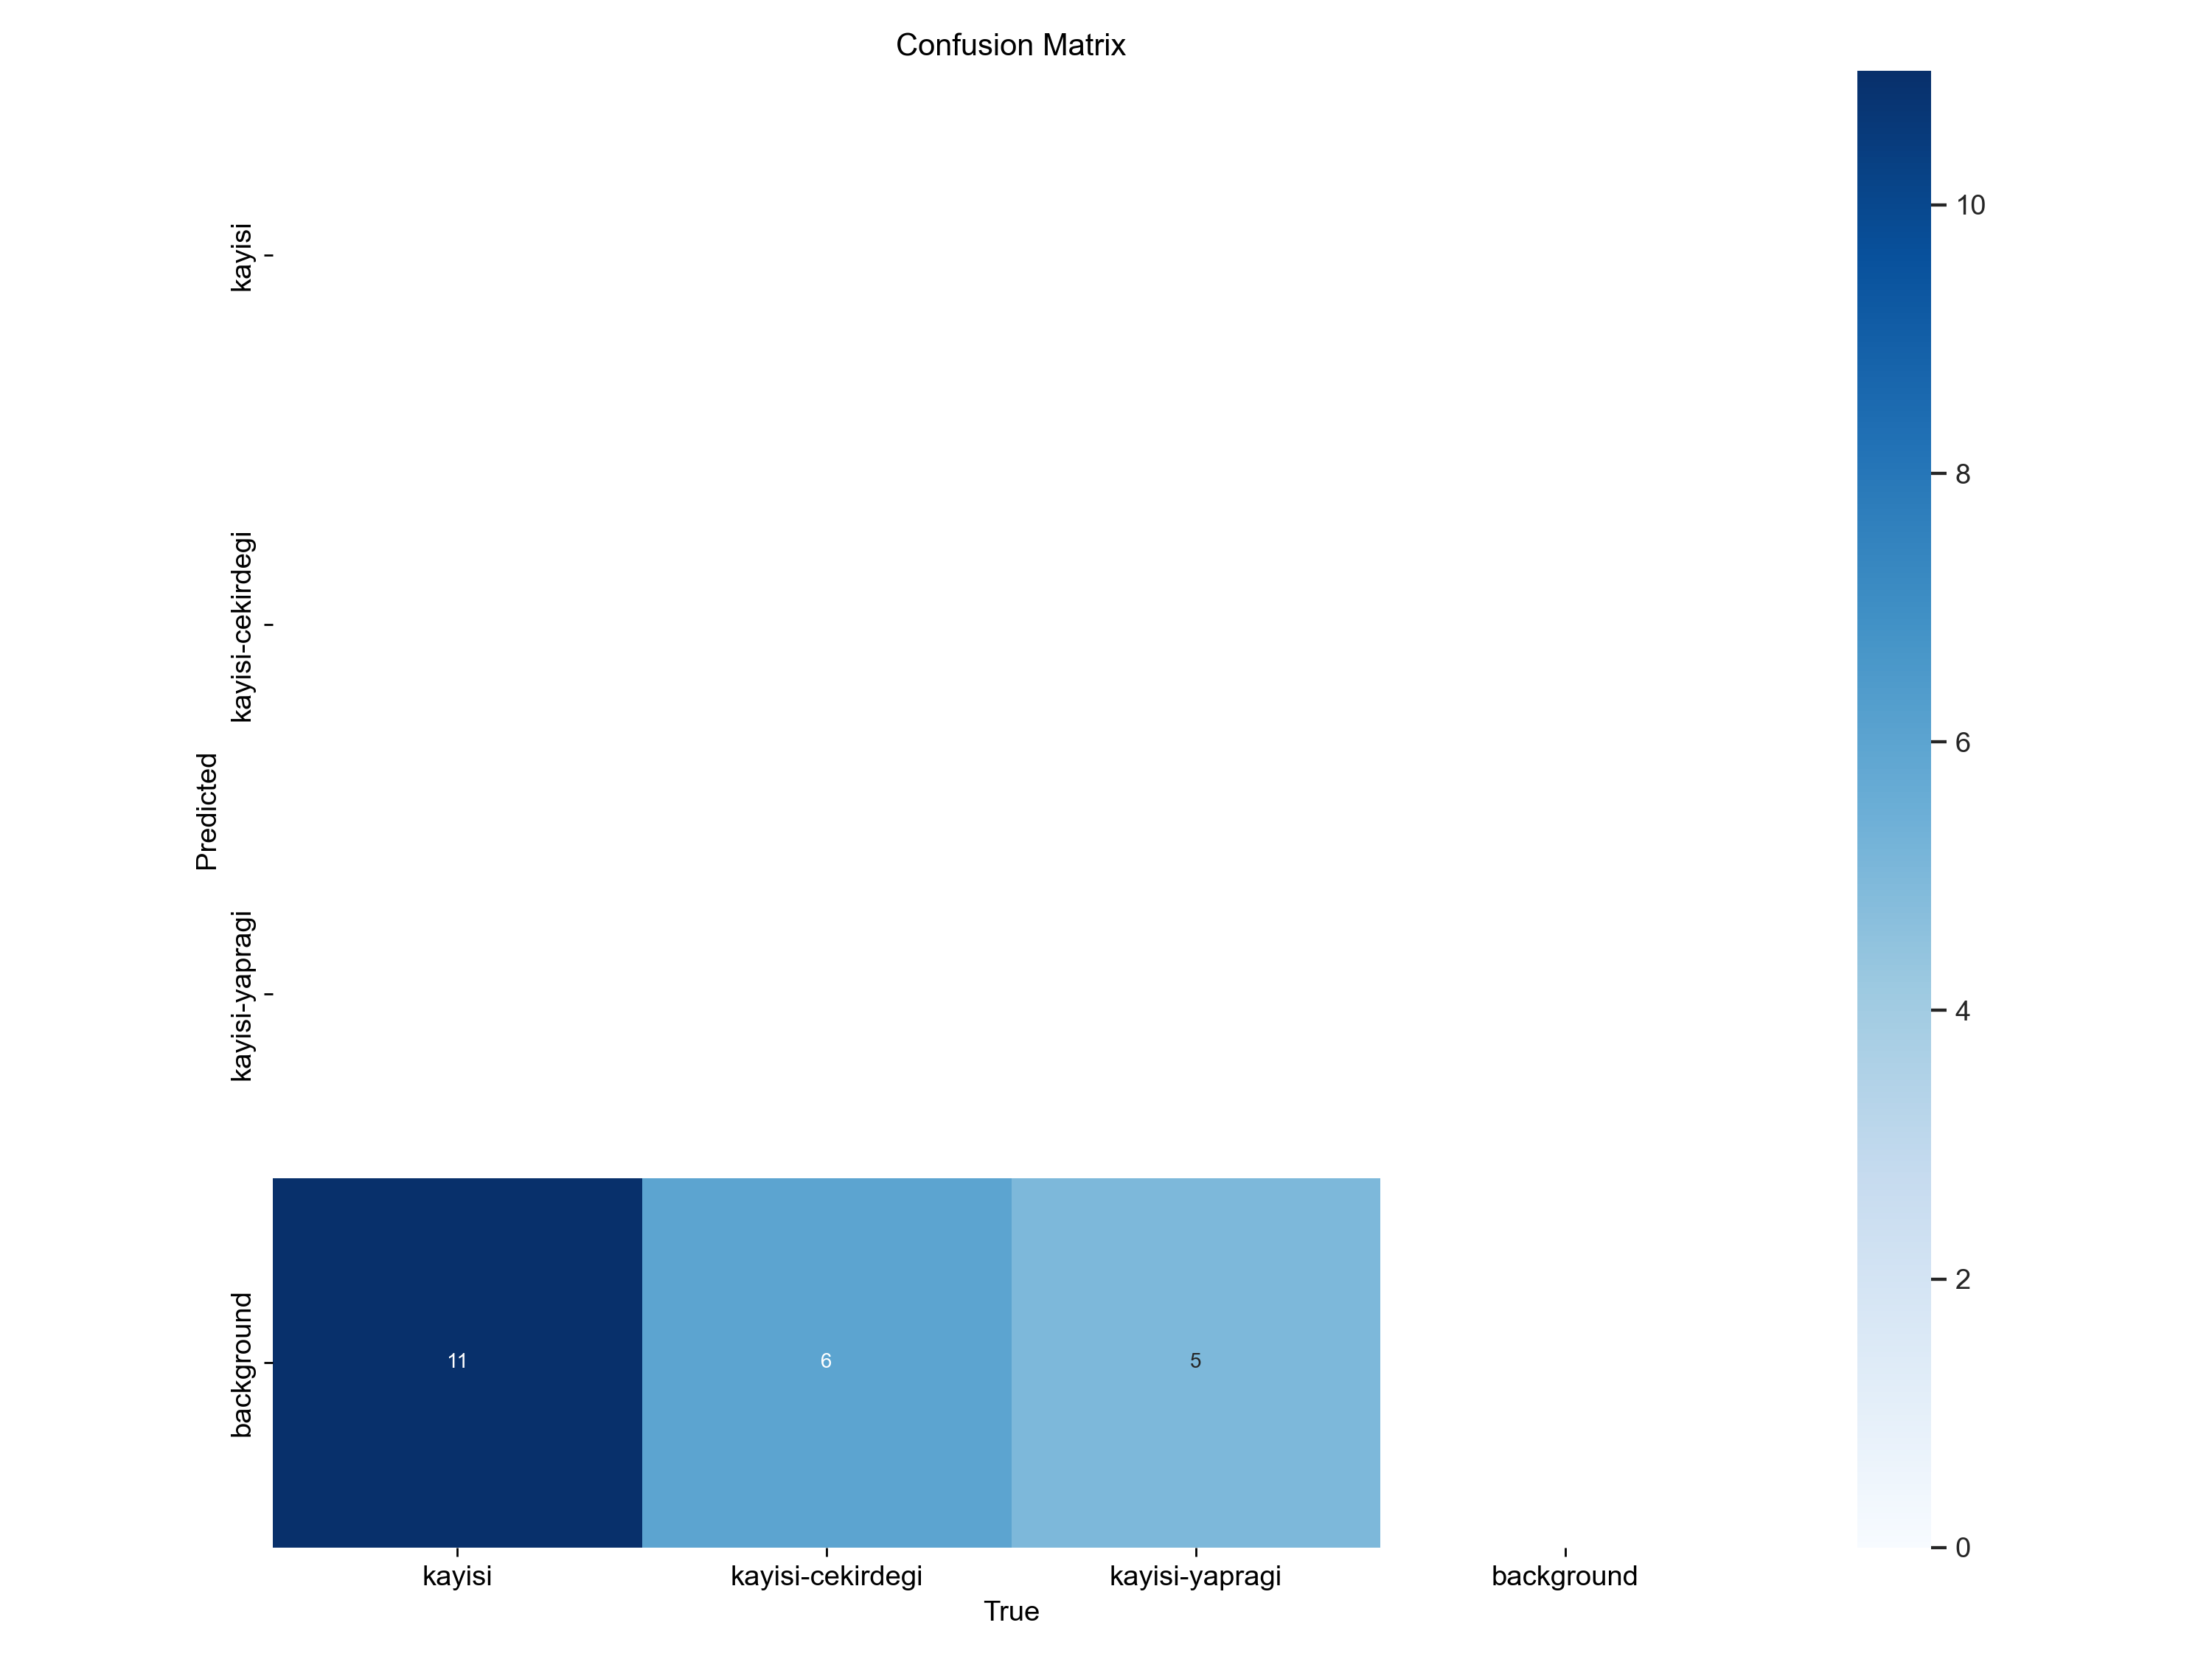 Confusion Matrix
Predicted
kayisi
kayisi-cekirdegi
kayisi-yapragi
background
11 6 5
kayisi kayisi-cekirdegi kayisi-yapragi background
True
10
8
6
4
2
0